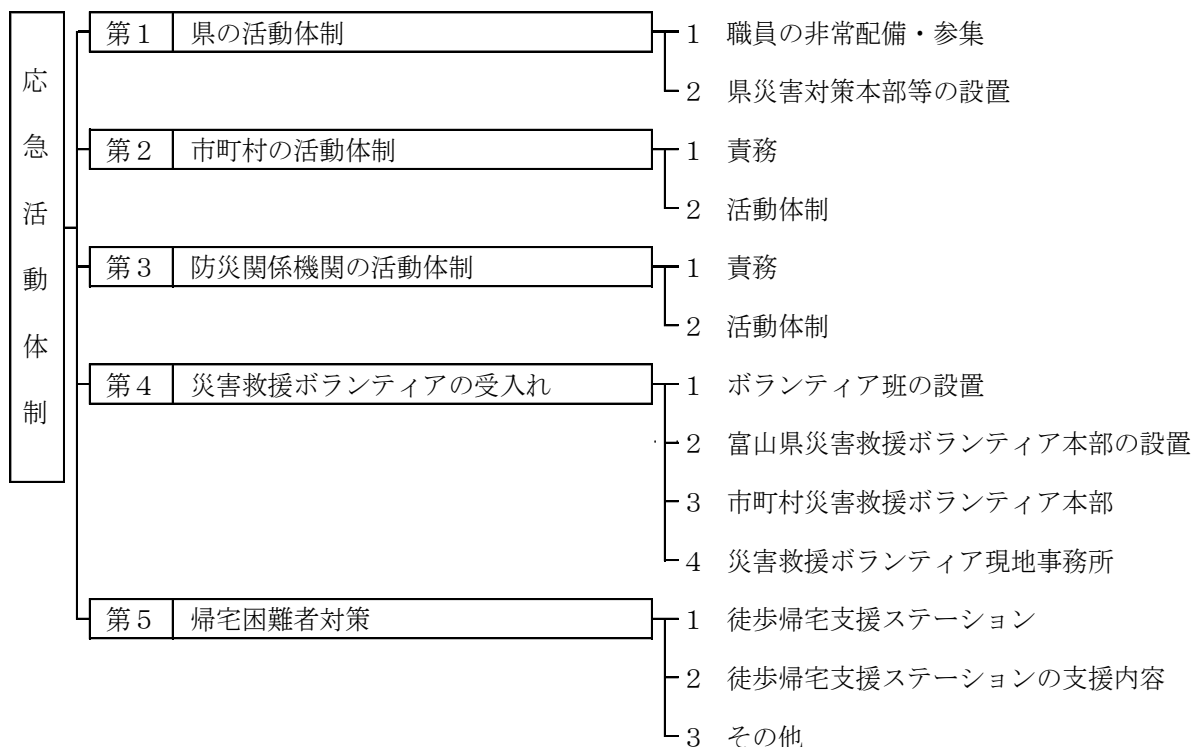 応急活動体制
第1 県の活動体制
1 職員の非常配備・参集
2 県災害対策本部等の設置
第2 市町村の活動体制
1 責務
2 活動体制
第3 防災関係機関の活動体制
1 責務
2 活動体制
第4 災害救援ボランティアの受入れ
1 ボランティア班の設置
2 富山県災害救援ボランティア本部の設置
3 市町村災害救援ボランティア本部
4 災害救援ボランティア現地事務所
第5 帰宅困難者対策
1 徒歩帰宅支援ステーション
2 徒歩帰宅支援ステーションの支援内容
3 その他